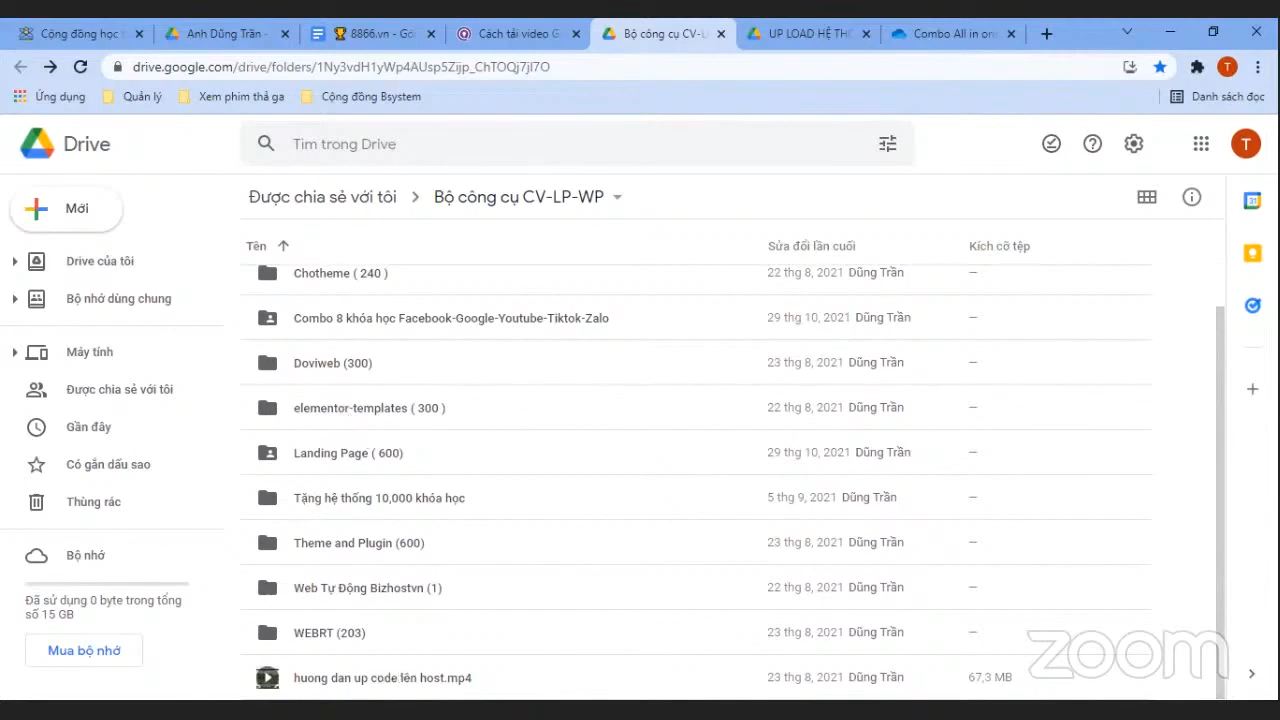 Cộng đồng học t
Anh Dũng Trần -
8866.vn - Go
Cách tải video G
Bộ công cụ CV-L
UP LOAD HỆ THỐ
Combo All in on
drive.google.com/drive/folders/1Ny3vdH1yWp4AUsp5Zijp_ChTOQj7jI7O
T
Ứng dụng
Quản lý
Xem phim thả ga
Cộng đồng Bsystem
Danh sách đọc
Drive
Tìm trong Drive
T
Mới
Được chia sẻ với tôi
Bộ công cụ CV-LP-WP
31
Drive của tôi
Bộ nhớ dùng chung
Máy tính
Được chia sẻ với tôi
Gần đây
Có gắn dấu sao
Thùng rác
Bộ nhớ
Đã sử dụng 0 byte trong tổng
số 15 GB
Mua bộ nhớ
Tên Sửa đổi lần cuối Kích cỡ tệp
Chotheme ( 240 ) 22 thg 8, 2021 Dũng Trần —
Combo 8 khóa học Facebook-Google-Youtube-Tiktok-Zalo 29 thg 10, 2021 Dũng Trần —
Doviweb (300) 23 thg 8, 2021 Dũng Trần —
elementor-templates ( 300 ) 22 thg 8, 2021 Dũng Trần —
Landing Page ( 600) 29 thg 10, 2021 Dũng Trần —
Tặng hệ thống 10,000 khóa học 5 thg 9, 2021 Dũng Trần —
Theme and Plugin (600) 23 thg 8, 2021 Dũng Trần —
Web Tự Động Bizhostvn (1) 22 thg 8, 2021 Dũng Trần —
WEBRT (203) 23 thg 8, 2021 Dũng Trần —
huong dan up code lên host.mp4 23 thg 8, 2021 Dũng Trần 67,3 MB
zoom